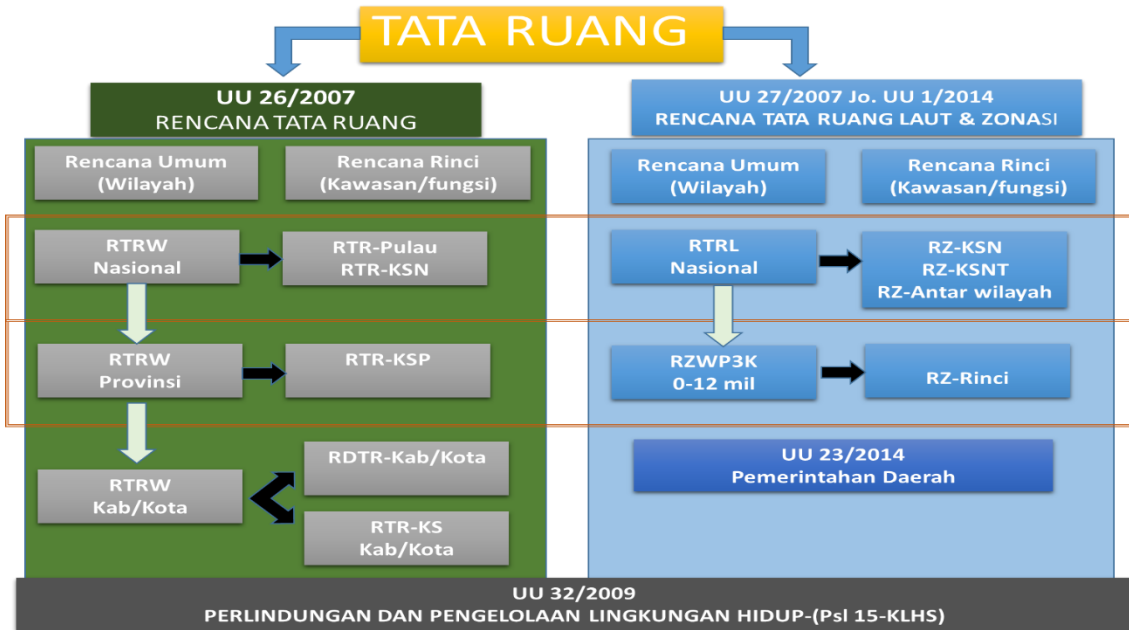 TATA RUANG
UU 26/2007
RENCANA TATA RUANG
Rencana Umum
(Wilayah)
Rencana Rinci
(Kawasan/fungsi)
RTRW
Nasional
RTR-Pulau
RTR-KSN
RTRW
Provinsi
RTR-KSP
RTRW
Kab/Kota
RDTR-Kab/Kota
RTR-KS
Kab/Kota
UU 27/2007 Jo. UU 1/2014
RENCANA TATA RUANG LAUT & ZONASI
Rencana Umum
(Wilayah)
Rencana Rinci
(Kawasan/fungsi)
RTRL
Nasional
RZ-KSN
RZ-KSNT
RZ-Antar wilayah
RZWP3K
0-12 mil
RZ-Rinci
UU 23/2014
Pemerintahan Daerah
UU 32/2009
PERLINDUNGAN DAN PENGELOLAAN LINGKUNGAN HIDUP-(Psl 15-KLHS)